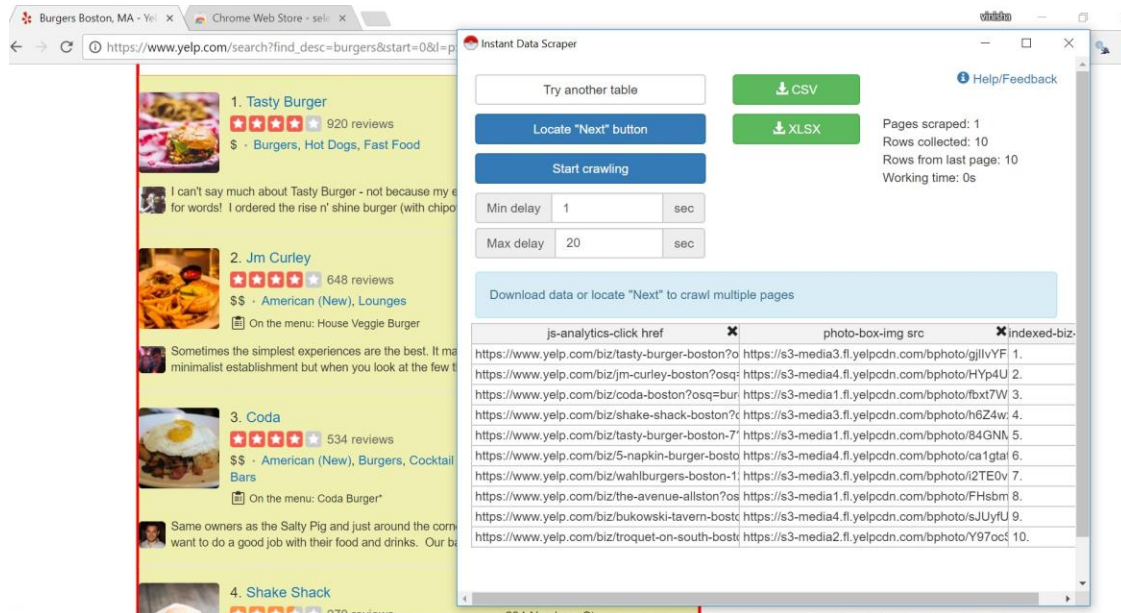 Burgers Boston, MA - Yel
Chrome Web Store - sele
vinisha
https://www.yelp.com/search?find_desc=burgers&start=0&l=p
1. Tasty Burger
920 reviews
$ · Burgers, Hot Dogs, Fast Food
I can't say much about Tasty Burger - not because my e
for words! I ordered the rise n' shine burger (with chipo
2. Jm Curley
648 reviews
$$ · American (New), Lounges
On the menu: House Veggie Burger
Sometimes the simplest experiences are the best. It ma
minimalist establishment but when you look at the few t
3. Coda
534 reviews
$$ · American (New), Burgers, Cocktail
Bars
On the menu: Coda Burger*
Same owners as the Salty Pig and just around the corn
want to do a good job with their food and drinks. Our ba
4. Shake Shack
Instant Data Scraper
Try another table
CSV
Help/Feedback
Locate "Next" button
XLSX
Start crawling
Pages scraped: 1
Rows collected: 10
Rows from last page: 10
Working time: 0s
Min delay 1 sec
Max delay 20 sec
Download data or locate "Next" to crawl multiple pages
js-analytics-click href photo-box-img src indexed-biz-
https://www.yelp.com/biz/tasty-burger-boston?o https://s3-media3.fl.yelpcdn.com/bphoto/gjIIvYF 1.
https://www.yelp.com/biz/jm-curley-boston?osq= https://s3-media4.fl.yelpcdn.com/bphoto/HYp4U 2.
https://www.yelp.com/biz/coda-boston?osq=bur https://s3-media1.fl.yelpcdn.com/bphoto/fbxt7W 3.
https://www.yelp.com/biz/shake-shack-boston?o https://s3-media3.fl.yelpcdn.com/bphoto/h6Z4w 4.
https://www.yelp.com/biz/tasty-burger-boston-7? https://s3-media1.fl.yelpcdn.com/bphoto/84GN 5.
https://www.yelp.com/biz/5-napkin-burger-bosto https://s3-media4.fl.yelpcdn.com/bphoto/ca1gta 6.
https://www.yelp.com/biz/wahlburgers-boston-1 https://s3-media3.fl.yelpcdn.com/bphoto/i2TE0v 7.
https://www.yelp.com/biz/the-avenue-allston?os https://s3-media1.fl.yelpcdn.com/bphoto/FHsbm 8.
https://www.yelp.com/biz/bukowski-tavern-bosto https://s3-media4.fl.yelpcdn.com/bphoto/sJUyfU 9.
https://www.yelp.com/biz/troquet-on-south-bost https://s3-media2.fl.yelpcdn.com/bphoto/Y97oc 10.